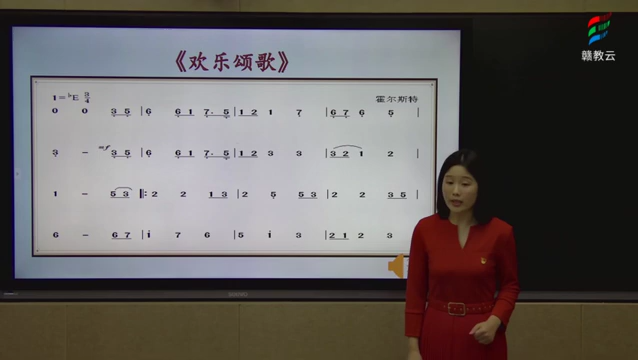 赣教云
《欢乐颂歌》
1=♭E 3/4
霍尔斯特
0 0 3 5 | 6 6 1 7. 5 | 1 2 1 7 | 6 7 6 5 |
3 - mf 3 5 | 6 6 1 7. 5 | 1 2 3 3 | 3 2 1 2
1 - 5 3 ‖: 2 2 1 3 | 2 5 5 3 | 2 2 3 5 |
6 - 6 7 | i 7 6 | 5 i 3 | 2 1 2